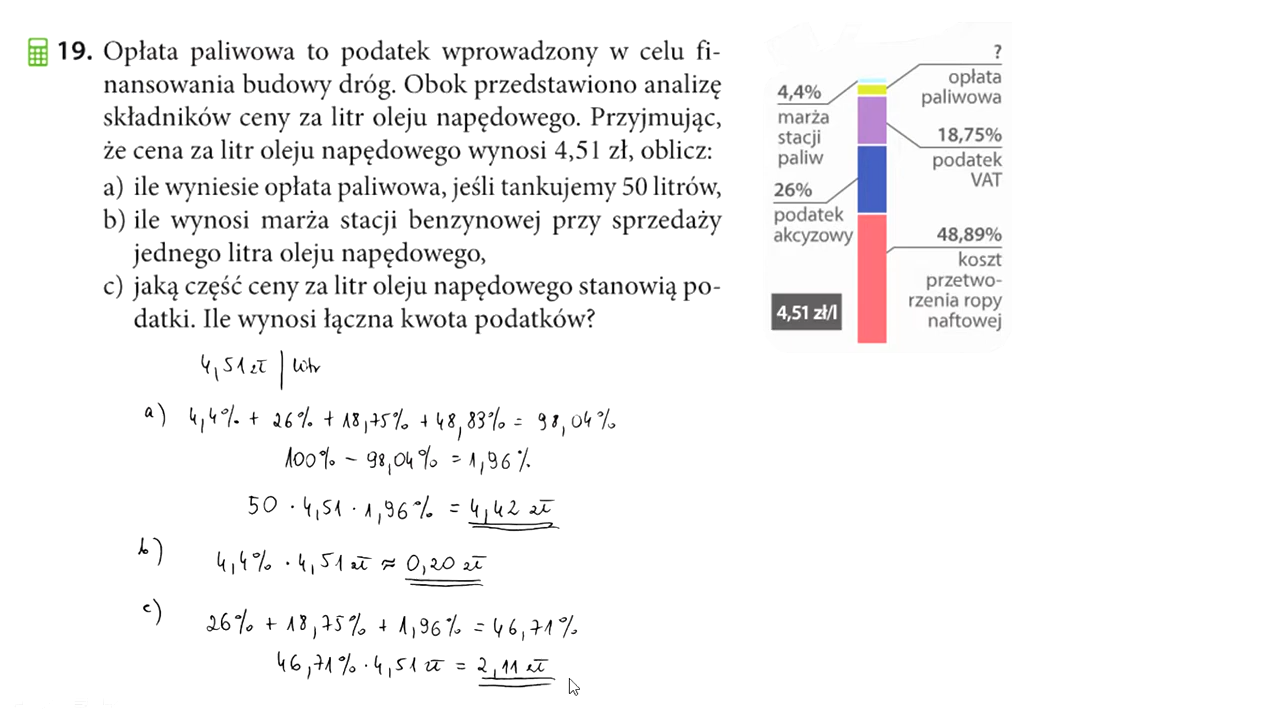 19. Opłata paliwowa to podatek wprowadzony w celu fi-
nansowania budowy dróg. Obok przedstawiono analizę
składników ceny za litr oleju napędowego. Przyjmując,
że cena za litr oleju napędowego wynosi 4,51 zł, oblicz:
a) ile wyniesie opłata paliwowa, jeśli tankujemy 50 litrów,
b) ile wynosi marża stacji benzynowej przy sprzedaży
jednego litra oleju napędowego,
c) jaką część ceny za litr oleju napędowego stanowią po-
datki. Ile wynosi łączna kwota podatków?
?
opłata
paliwowa
4,4%
marża
stacji
paliw
18,75%
podatek
VAT
26%
podatek
akcyzowy
48,89%
koszt
przetwo-
rzenia ropy
naftowej
4,51 zł/l
4,51 zł | litr
a) 4,4% + 26% + 18,75% + 48,83% = 98,04%
100% - 98,04% = 1,96%
50 · 4,51 · 1,96% = 4,42 zł
b) 4,4% · 4,51 zł ≈ 0,20 zł
c) 26% + 18,75% + 1,96% = 46,71%
46,71% · 4,51 zł = 2,11 zł